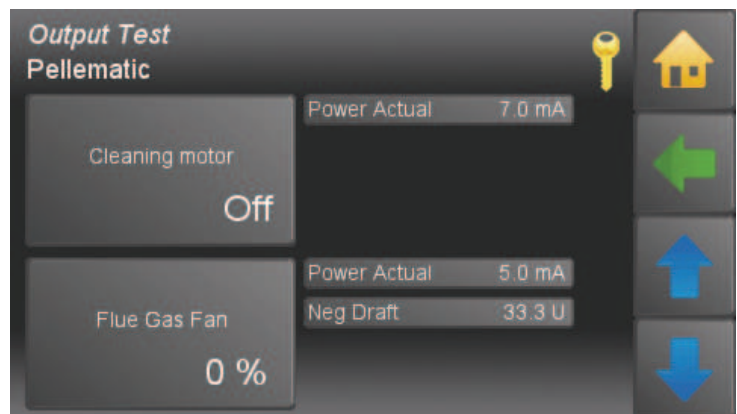 Output Test
Pellematic
Power Actual 7.0 mA
Cleaning motor
Off
Power Actual 5.0 mA
Neg Draft 33.3 U
Flue Gas Fan
0 %